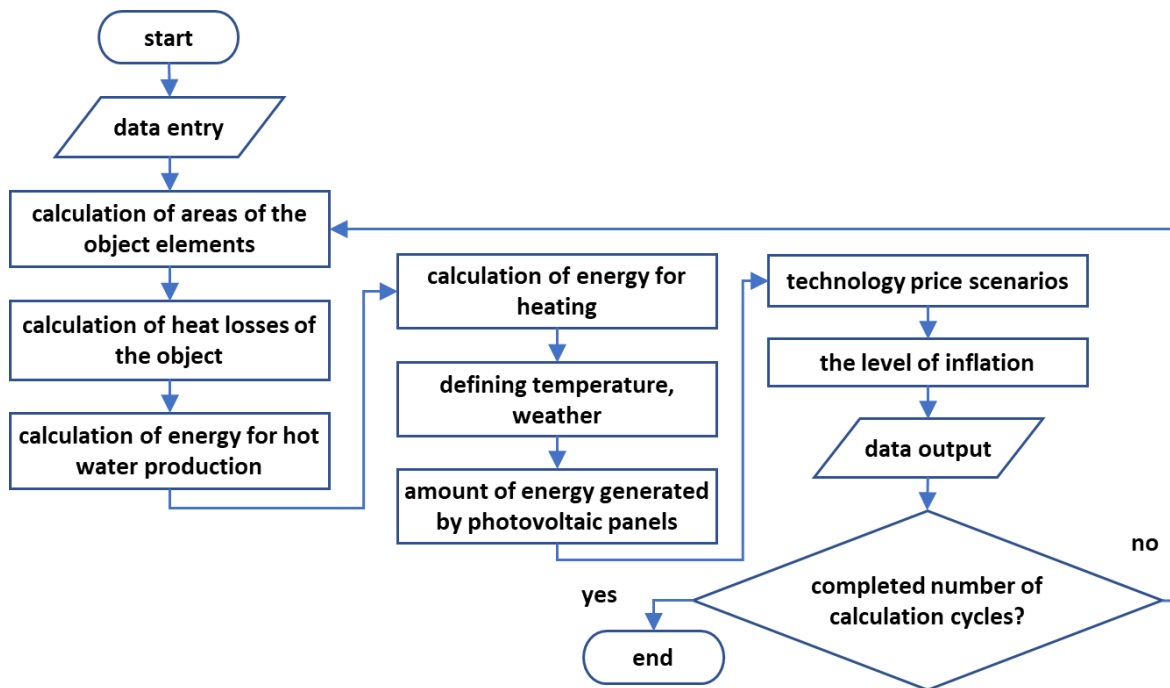 start
data entry
calculation of areas of the
object elements
calculation of heat losses of
the object
calculation of energy for hot
water production
calculation of energy for
heating
defining temperature,
weather
amount of energy generated
by photovoltaic panels
technology price scenarios
the level of inflation
data output
completed number of
calculation cycles?
no
yes
end